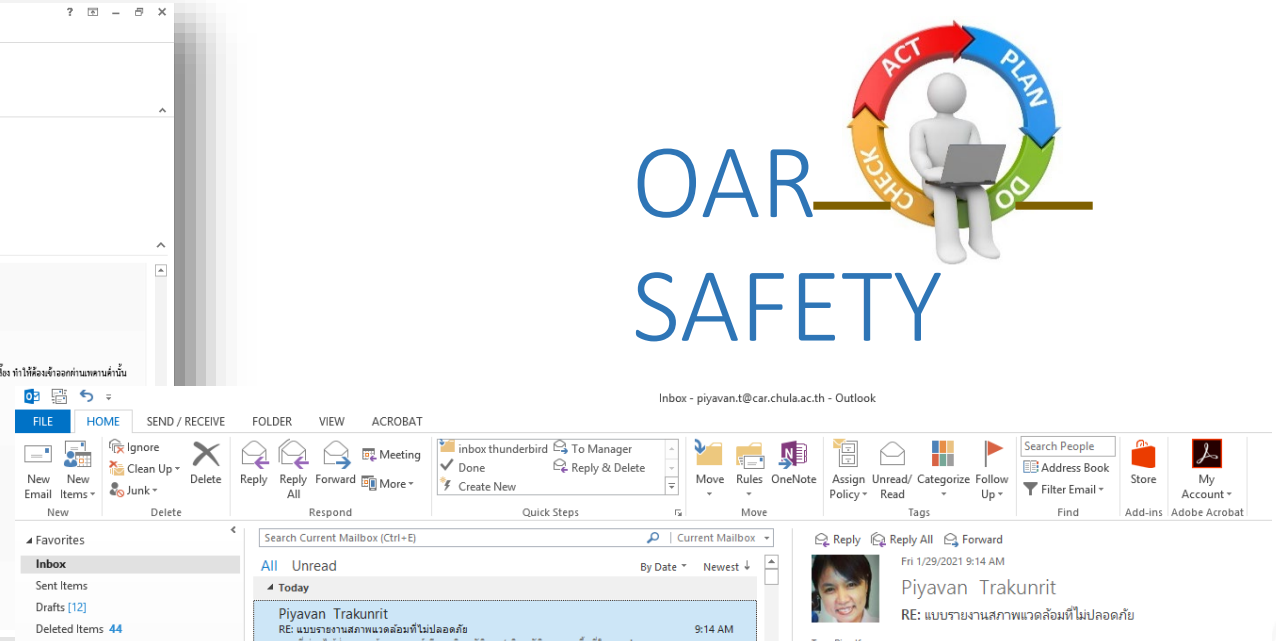 ?
ACT
PLAN
DO
CHECK
OAR
SAFETY
ทำให้ต้องเข้าออกผ่านเพดานต่ำนั้น
Inbox - piyavan.t@car.chula.ac.th - Outlook
FILE HOME SEND / RECEIVE FOLDER VIEW ACROBAT
New Email
New Items
Ignore
Clean Up
Junk
Delete
Reply
Reply All
Forward
Meeting
More
inbox thunderbird To Manager
Done Reply & Delete
Create New
Move
Rules
OneNote
Assign Policy
Unread/ Read
Categorize
Follow Up
Search People
Address Book
Filter Email
Store
My Account
New Delete Respond Quick Steps Move Tags Find Add-ins Adobe Acrobat
Favorites
Inbox
Sent Items
Drafts [12]
Deleted Items 44
Search Current Mailbox (Ctrl+E) Current Mailbox
All Unread By Date Newest
Today
Piyavan Trakunrit
RE: แบบรายงานสภาพแวดล้อมที่ไม่ปลอดภัย 9:14 AM
Reply Reply All Forward
Fri 1/29/2021 9:14 AM
Piyavan Trakunrit
RE: แบบรายงานสภาพแวดล้อมที่ไม่ปลอดภัย